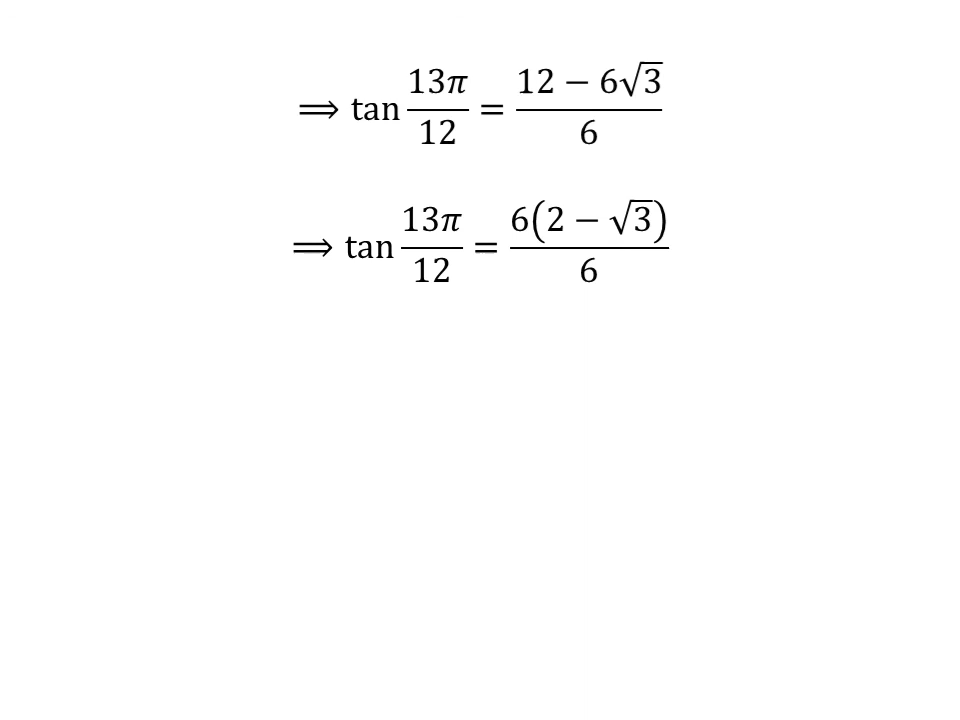 ⟹ tan 13π/12 = (12 − 6√3)/6
⟹ tan 13π/12 = 6(2 − √3)/6